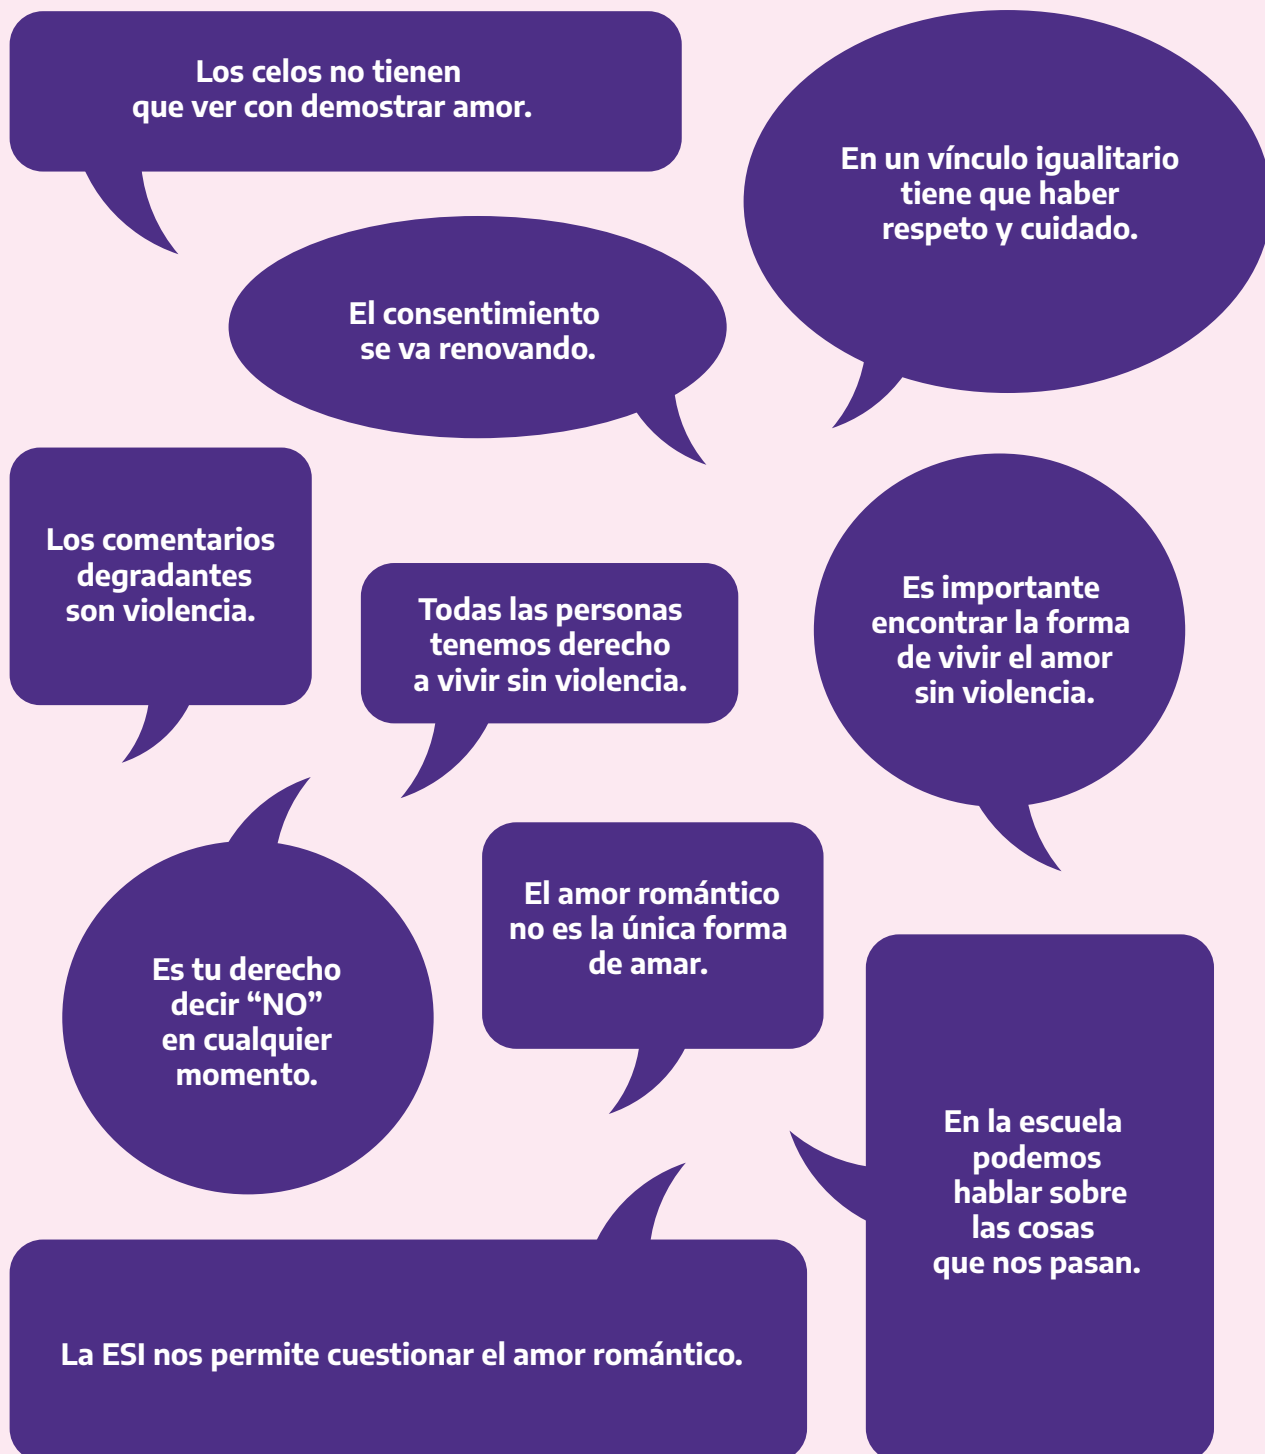 Los celos no tienen
que ver con demostrar amor.
En un vínculo igualitario
tiene que haber
respeto y cuidado.
El consentimiento
se va renovando.
Los comentarios
degradantes
son violencia.
Todas las personas
tenemos derecho
a vivir sin violencia.
Es importante
encontrar la forma
de vivir el amor
sin violencia.
Es tu derecho
decir “NO”
en cualquier
momento.
El amor romántico
no es la única forma
de amar.
En la escuela
podemos
hablar sobre
las cosas
que nos pasan.
La ESI nos permite cuestionar el amor romántico.